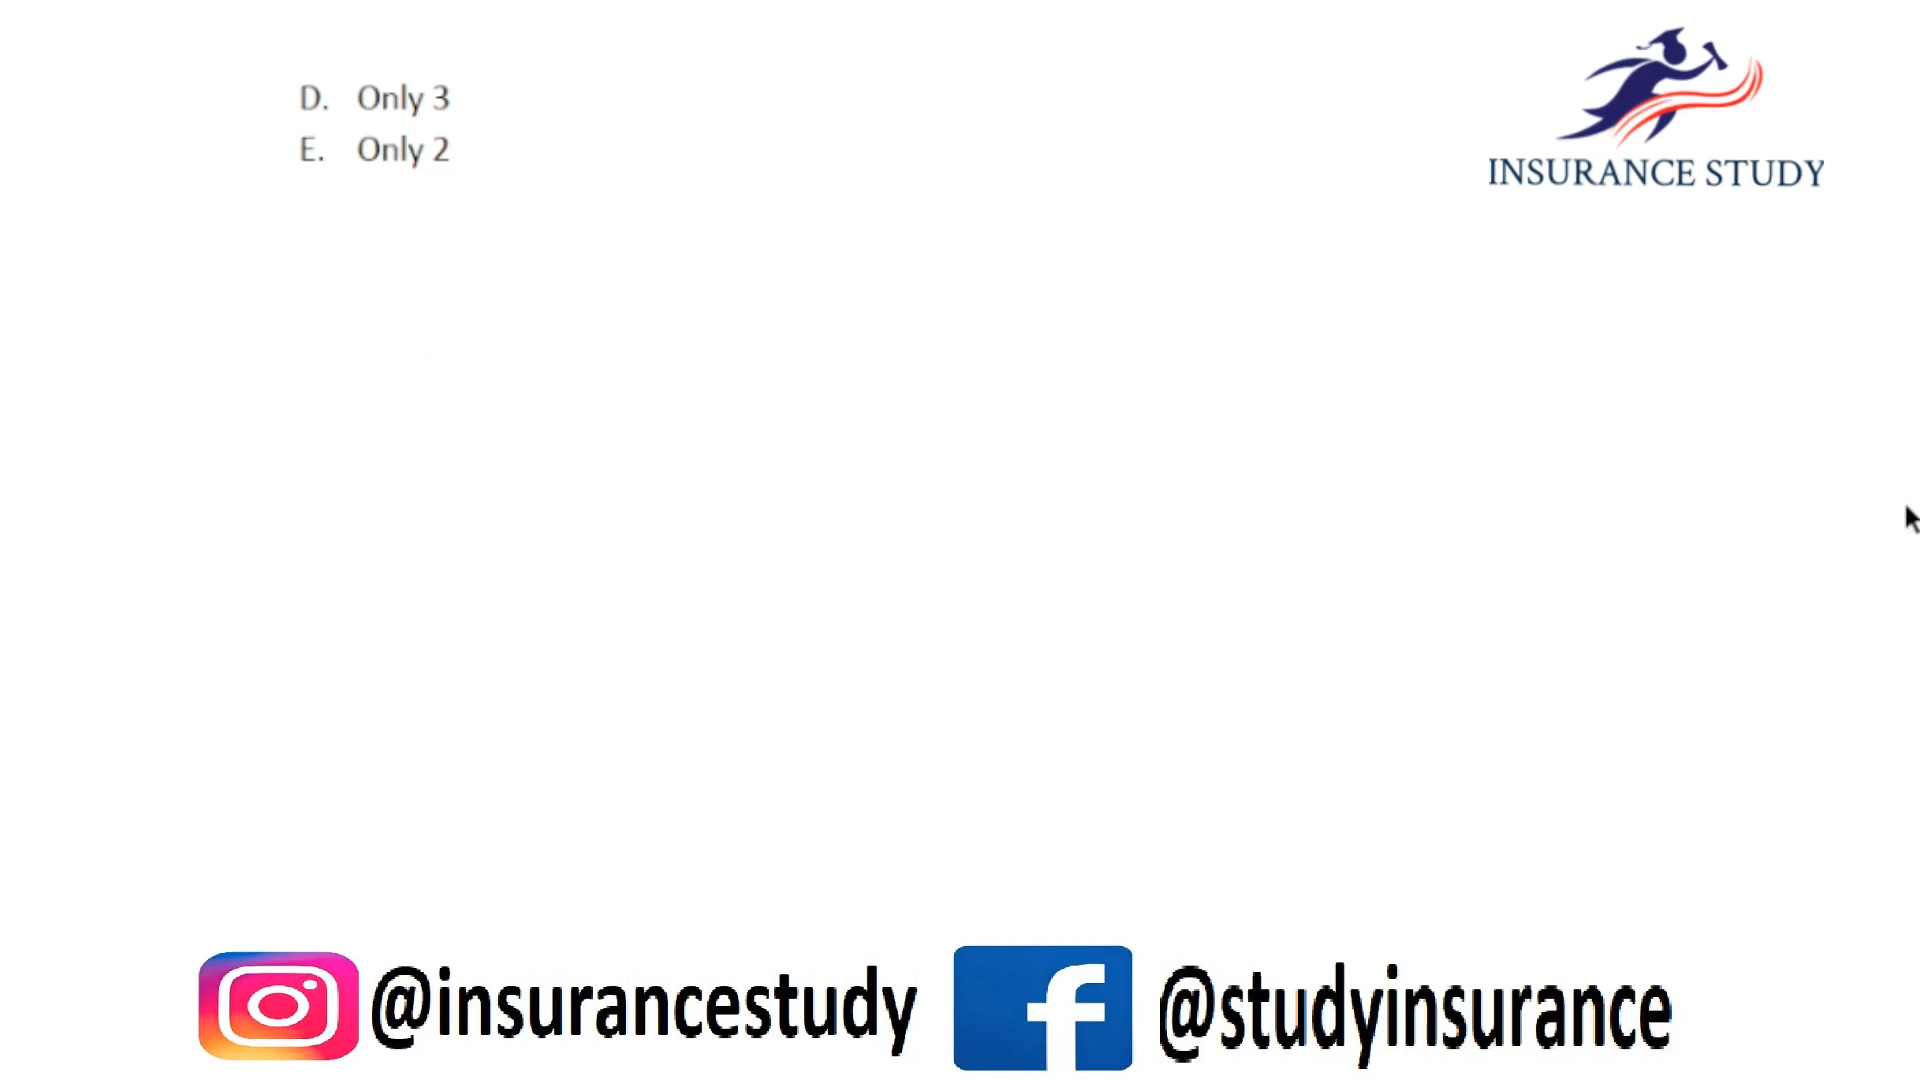 D. Only 3
E. Only 2
INSURANCE STUDY
@insurancestudy
@studyinsurance